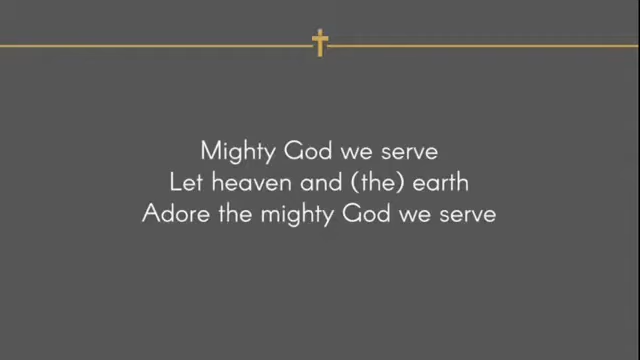 Mighty God we serve
Let heaven and (the) earth
Adore the mighty God we serve